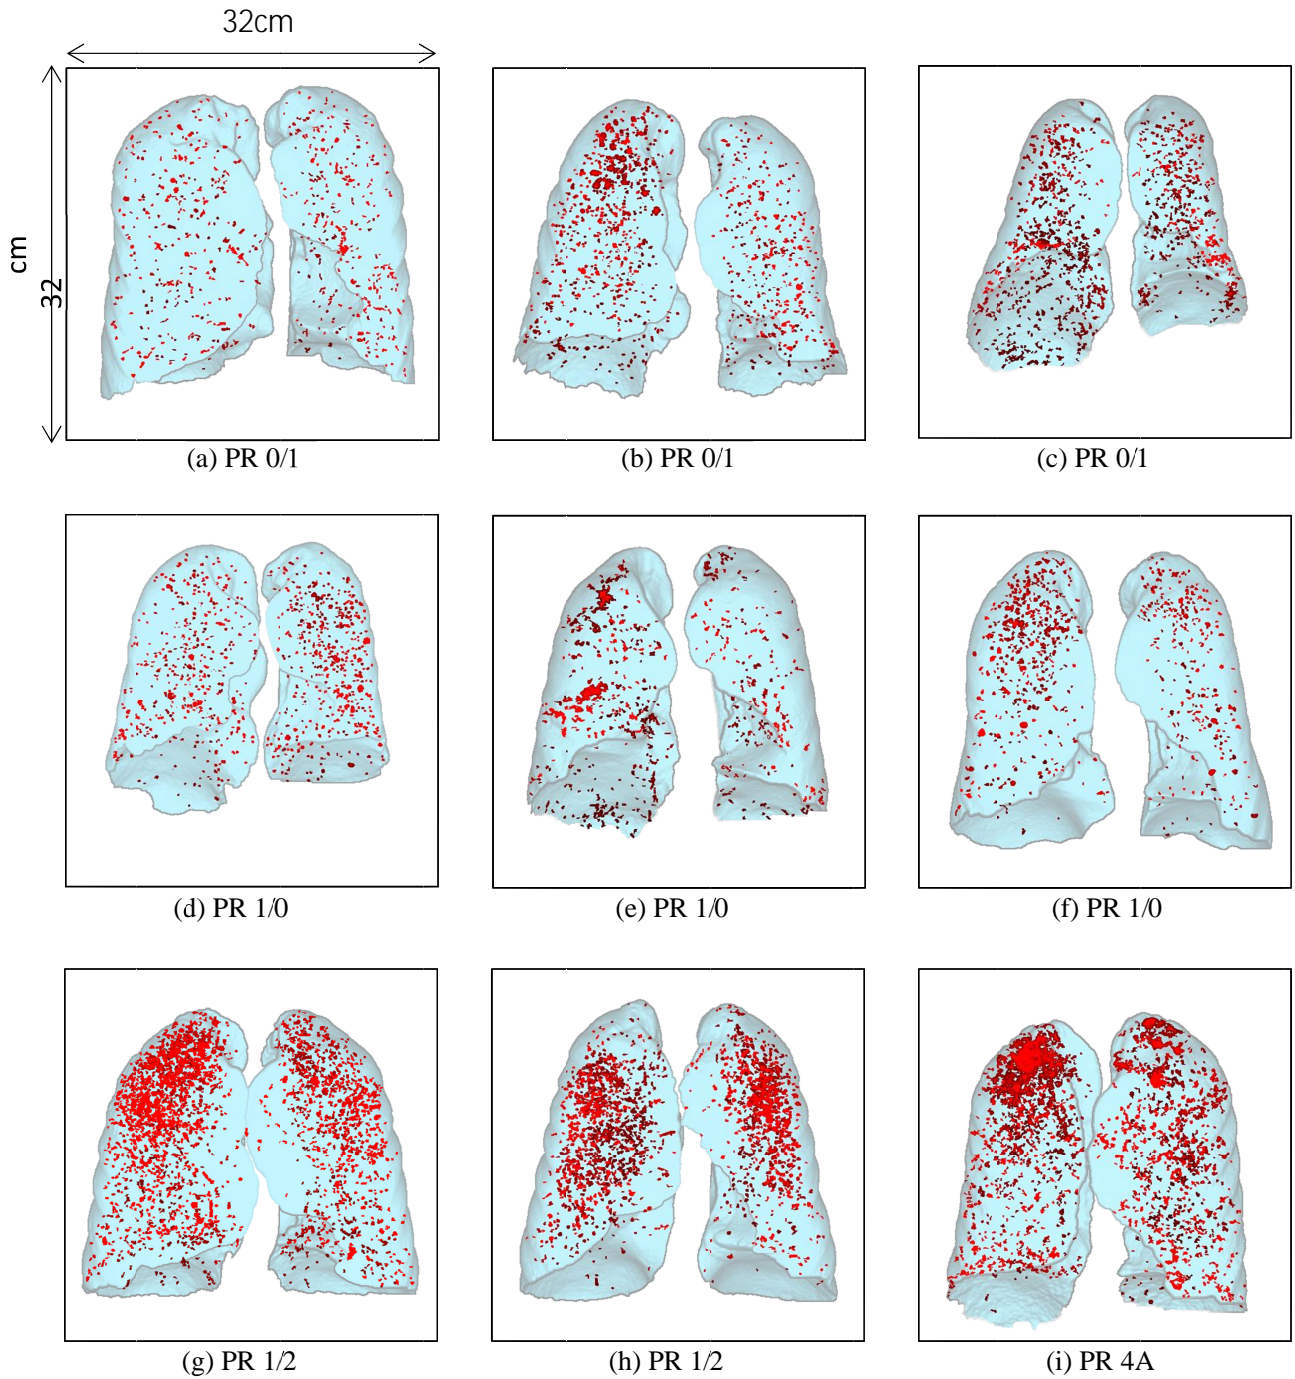 32cm
cm
32
(a) PR 0/1
(b) PR 0/1
(c) PR 0/1
(d) PR 1/0
(e) PR 1/0
(f) PR 1/0
(g) PR 1/2
(h) PR 1/2
(i) PR 4A